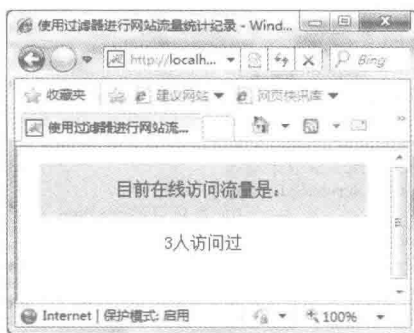 使用过滤器进行网站流量统计纪录 - Wind...
http://localh...
Bing
收藏夹 建议网站 网页快讯库
使用过滤器进行网站流...
目前在线访问流量是:
3人访问过
Internet | 保护模式: 启用 100%